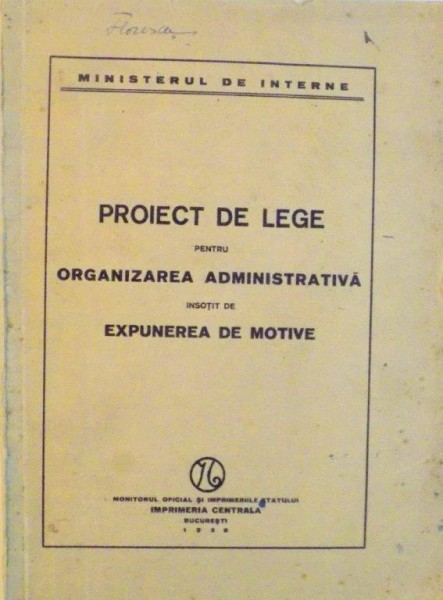 MINISTERUL DE INTERNE
PROIECT DE LEGE
PENTRU
ORGANIZAREA ADMINISTRATIVĂ
INSOȚIT DE
EXPUNEREA DE MOTIVE
MONITORUL OFICIAL ȘI IMPRIMERIILE STATULUI
IMPRIMERIA CENTRALĂ
BUCUREȘTI